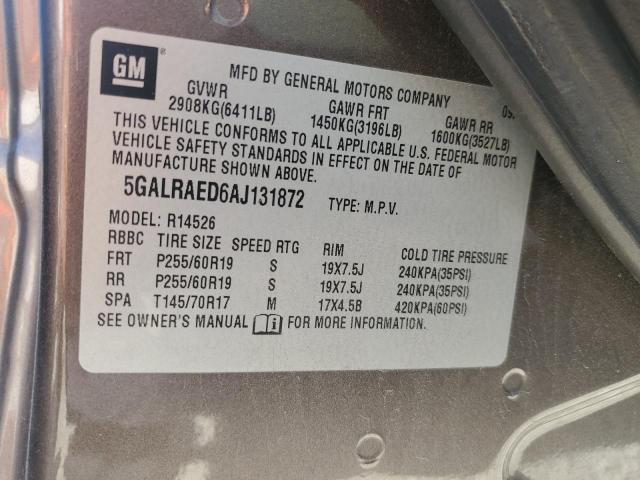 GM
MFD BY GENERAL MOTORS COMPANY
GVWR GAWR FRT GAWR RR
2908KG(6411LB) 1450KG(3196LB) 1600KG(3527LB)
THIS VEHICLE CONFORMS TO ALL APPLICABLE U.S. FEDERAL MOTOR
VEHICLE SAFETY STANDARDS IN EFFECT ON THE DATE OF
MANUFACTURE SHOWN ABOVE.
5GALRAED6AJ131872 TYPE: M.P.V.
MODEL: R14526
RBBC TIRE SIZE SPEED RTG RIM COLD TIRE PRESSURE
FRT P255/60R19 S 19X7.5J 240KPA(35PSI)
RR P255/60R19 S 19X7.5J 240KPA(35PSI)
SPA T145/70R17 M 17X4.5B 420KPA(60PSI)
SEE OWNER'S MANUAL FOR MORE INFORMATION.